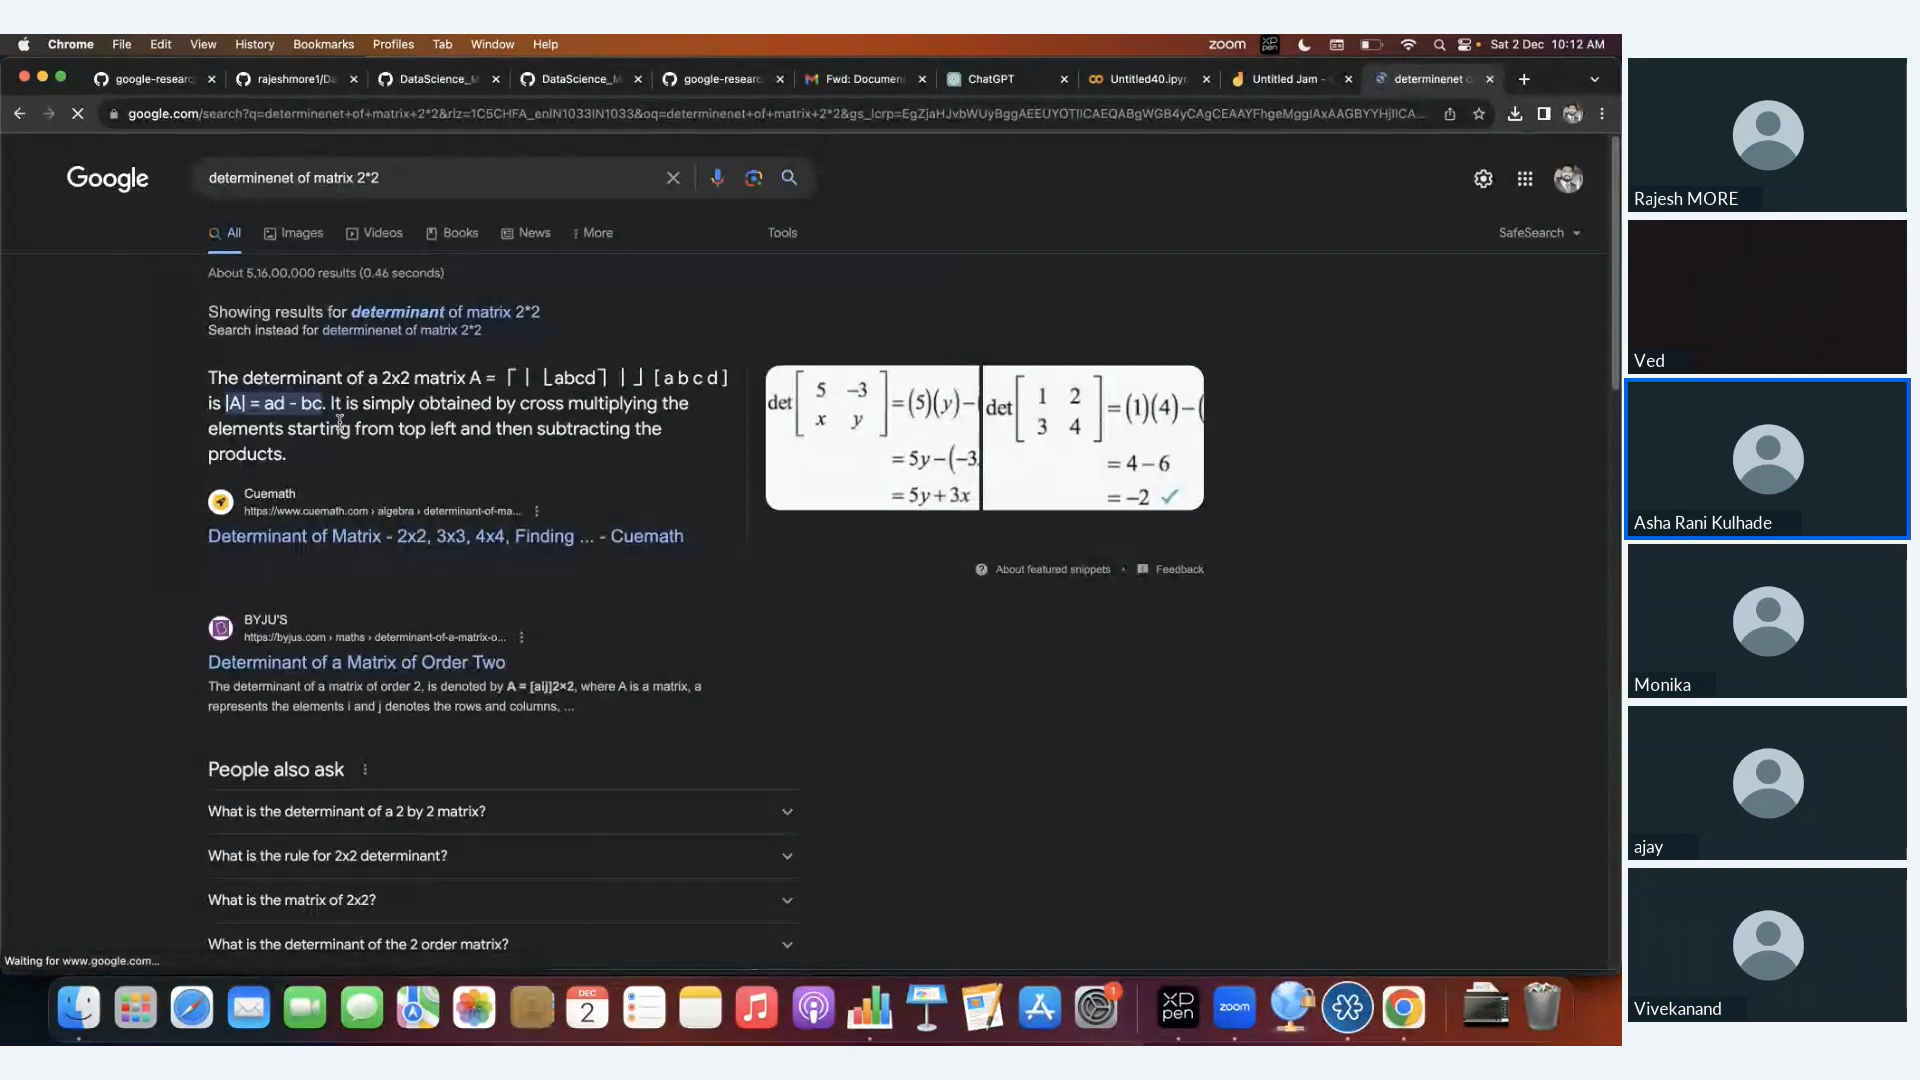 Chrome File Edit View History Bookmarks Profiles Tab Window Help
zoom XP pen Sat 2 Dec 10:12 AM
google-researc rajeshmore1/Da DataScience_M DataScience_M google-researc Fwd: Documen ChatGPT Untitled40.ipyn Untitled Jam - determinenet o
google.com/search?q=determinenet+of+matrix+2*2&rlz=1C5CHFA_enIN1033IN1033&oq=determinenet+of+matrix+2*2&gs_lcrp=
Google
determinenet of matrix 2*2
All Images Videos Books News More Tools SafeSearch
About 5,16,00,000 results (0.46 seconds)
Showing results for determinant of matrix 2*2
Search instead for determinenet of matrix 2*2
The determinant of a 2x2 matrix A = ⎡ | ⎣abcd⎤ | ⎦ [ a b c d ]
is |A| = ad - bc. It is simply obtained by cross multiplying the
elements starting from top left and then subtracting the
products.
det [ 5 −3 = (5)(y) −
x y ]
= 5y − (−3
= 5y + 3x
det [ 1 2 = (1)(4) − (
3 4 ]
= 4 − 6
= −2 ✓
Cuemath
https://www.cuemath.com › algebra › determinant-of-ma...
Determinant of Matrix - 2x2, 3x3, 4x4, Finding ... - Cuemath
About featured snippets • Feedback
BYJU'S
https://byjus.com › maths › determinant-of-a-matrix-o...
Determinant of a Matrix of Order Two
The determinant of a matrix of order 2, is denoted by A = [aij]2×2, where A is a matrix, a
represents the elements i and j denotes the rows and columns, ...
People also ask
What is the determinant of a 2 by 2 matrix?
What is the rule for 2x2 determinant?
What is the matrix of 2x2?
What is the determinant of the 2 order matrix?
Waiting for www.google.com...
DEC
2
1
XP
pen
zoom
Rajesh MORE
Ved
Asha Rani Kulhade
Monika
ajay
Vivekanand